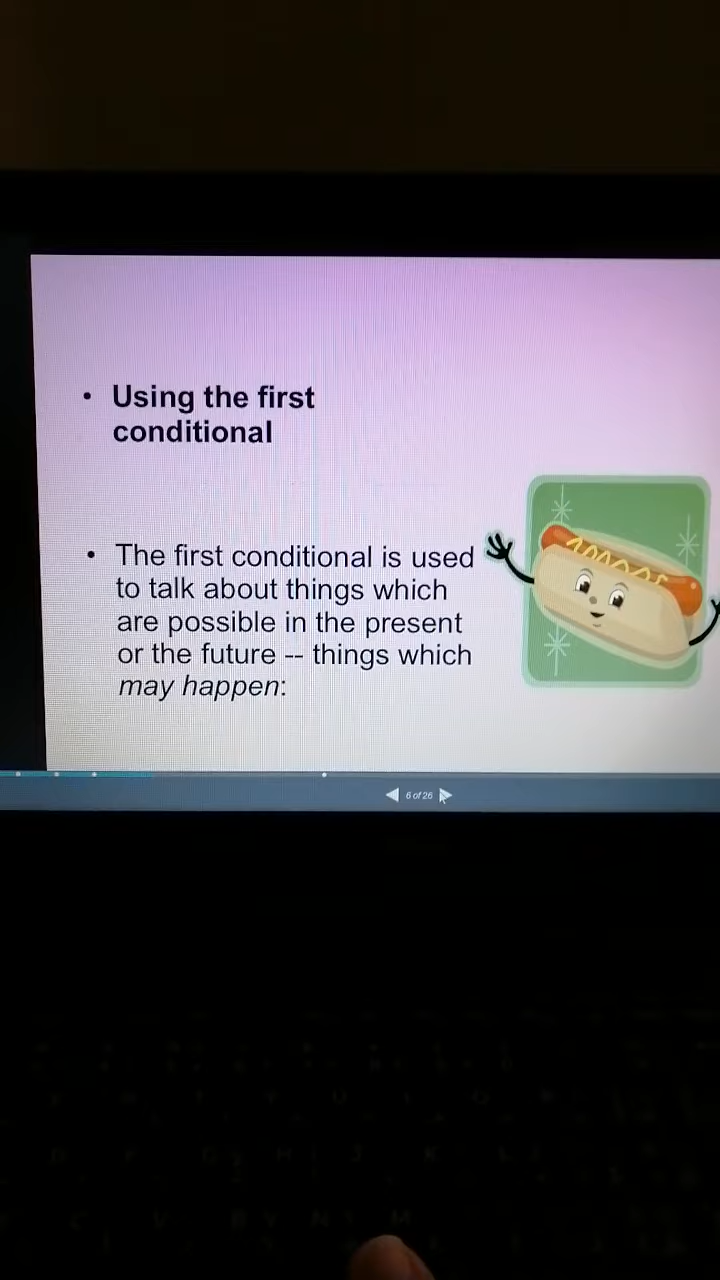 • Using the first
conditional
• The first conditional is used
to talk about things which
are possible in the present
or the future -- things which
may happen:
6 of 26